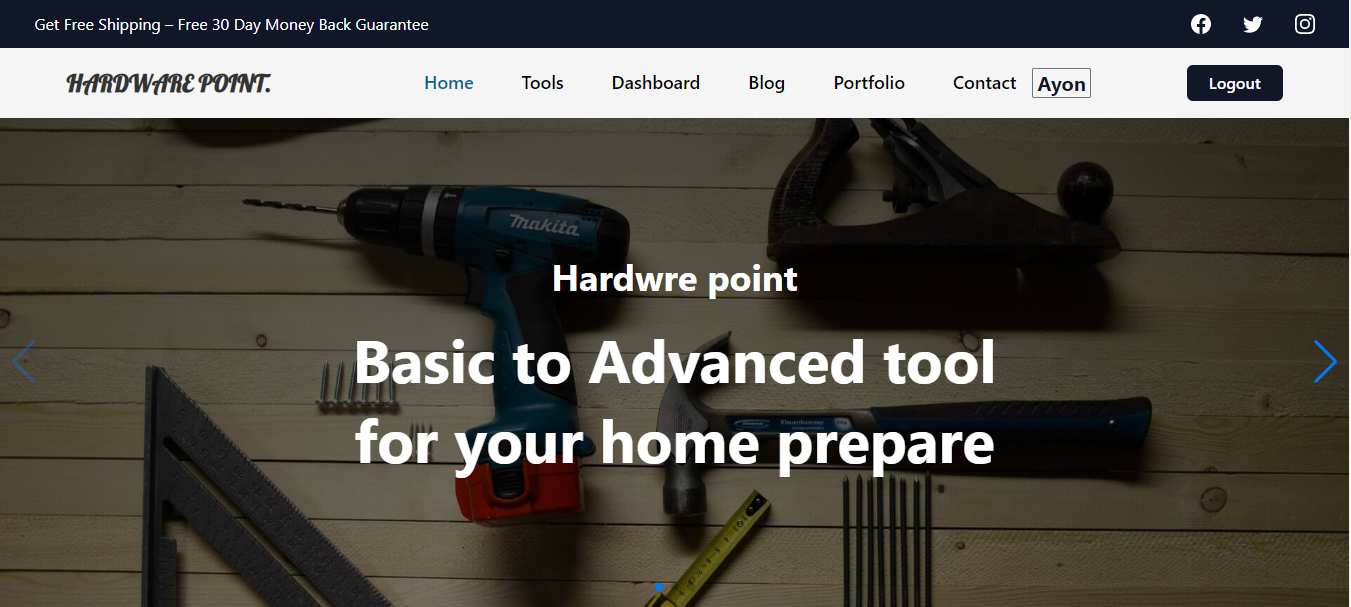 Get Free Shipping – Free 30 Day Money Back Guarantee
HARDWARE POINT.
Home Tools Dashboard Blog Portfolio Contact Ayon Logout
makita
Hardwre point
Basic to Advanced tool
for your home prepare